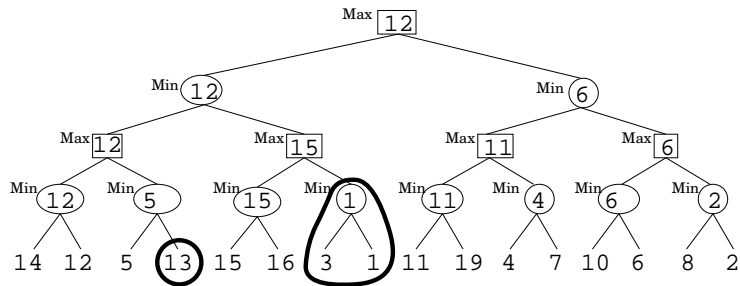 Max 12
Min 12 Min 6
Max 12 Max 15 Max 11 Max 6
Min 12 Min 5 Min 15 Min 1 Min 11 Min 4 Min 6 Min 2
14 12 5 13 15 16 3 1 11 19 4 7 10 6 8 2